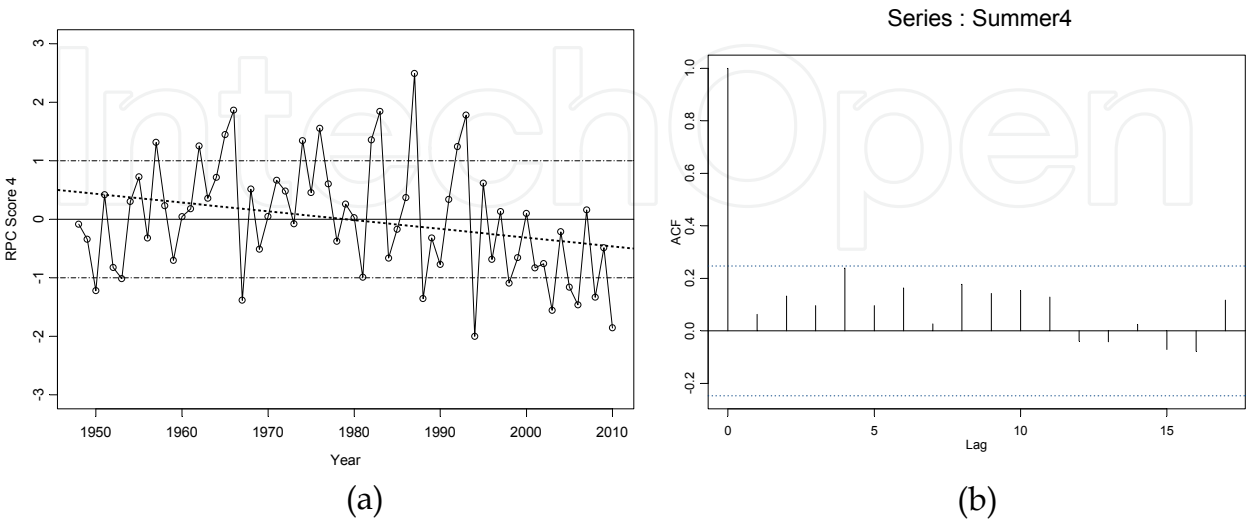 Series : Summer4
IntechOpen
3
2
1
0
-1
-2
-3
RPC Score 4
1950 1960 1970 1980 1990 2000 2010
Year
(a)
1.0
0.8
0.6
0.4
0.2
0.0
-0.2
ACF
0 5 10 15
Lag
(b)